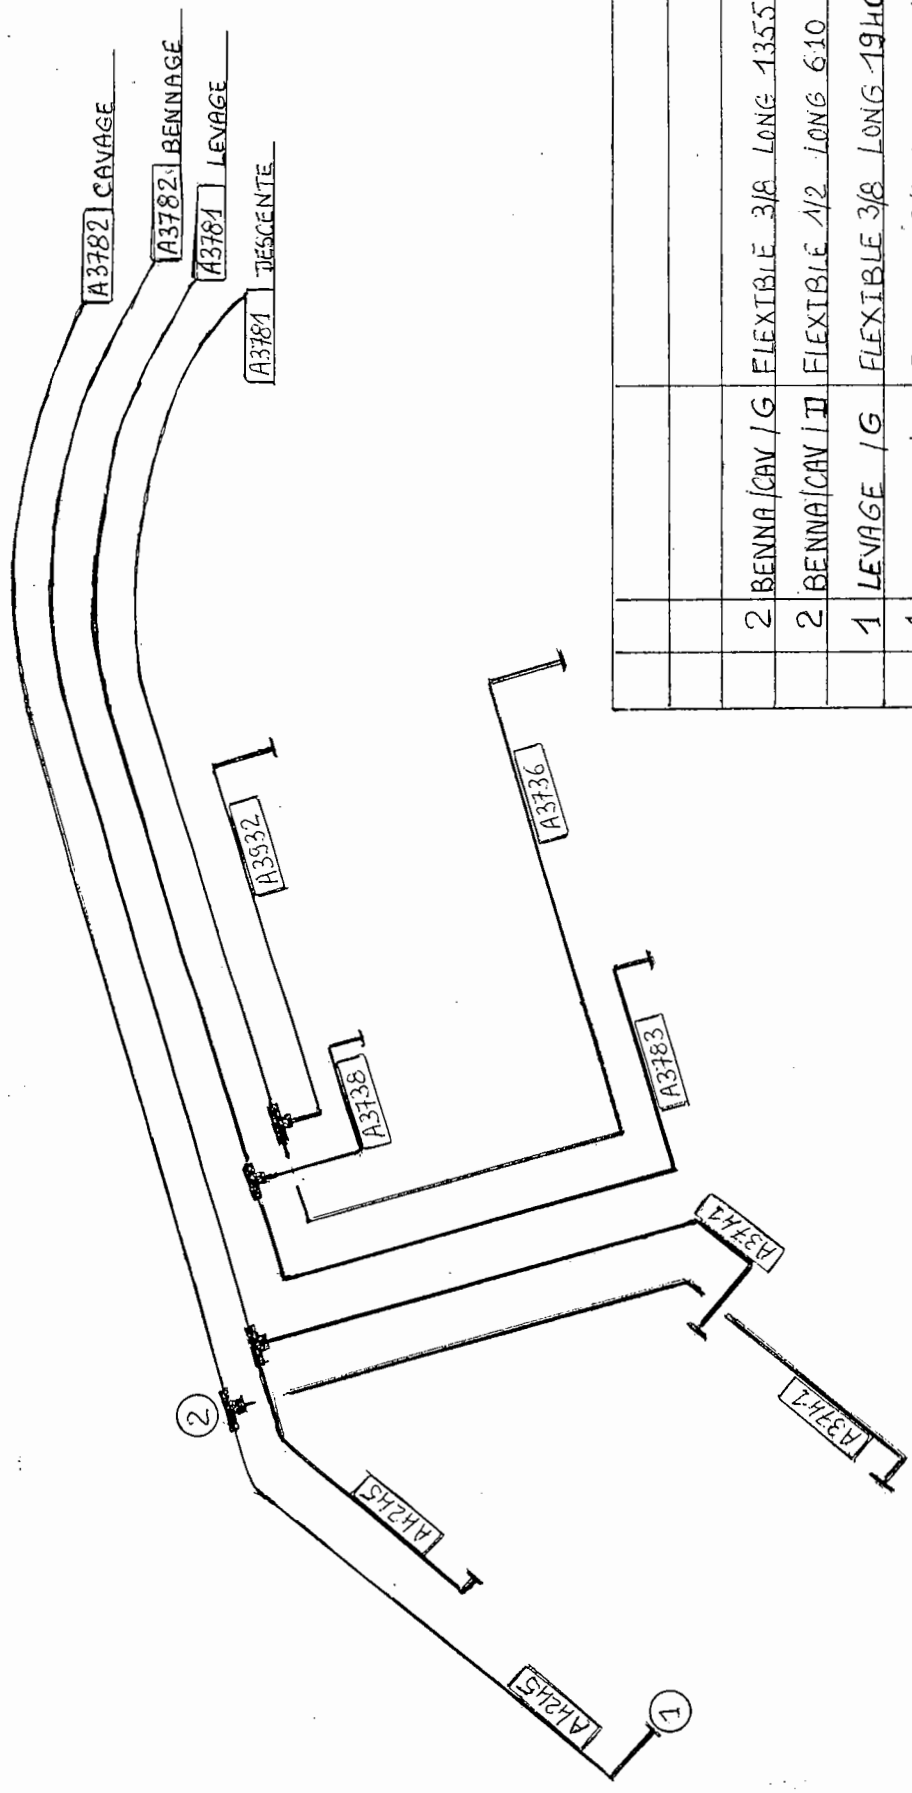 A3782 CAVAGE
A3782 BENNAGE
A3781 LEVAGE
A3781 DESCENTE
A3932
A3738
A3736
A3783
A3741
A3741
2
A4245
A4245
1
2 BENNA/CAV/G FLEXIBLE 3/8 LONG 1355
2 BENNA/CAV/D FLEXIBLE 1/2 LONG 610
1 LEVAGE /G FLEXIBLE 3/8 LONG 1940